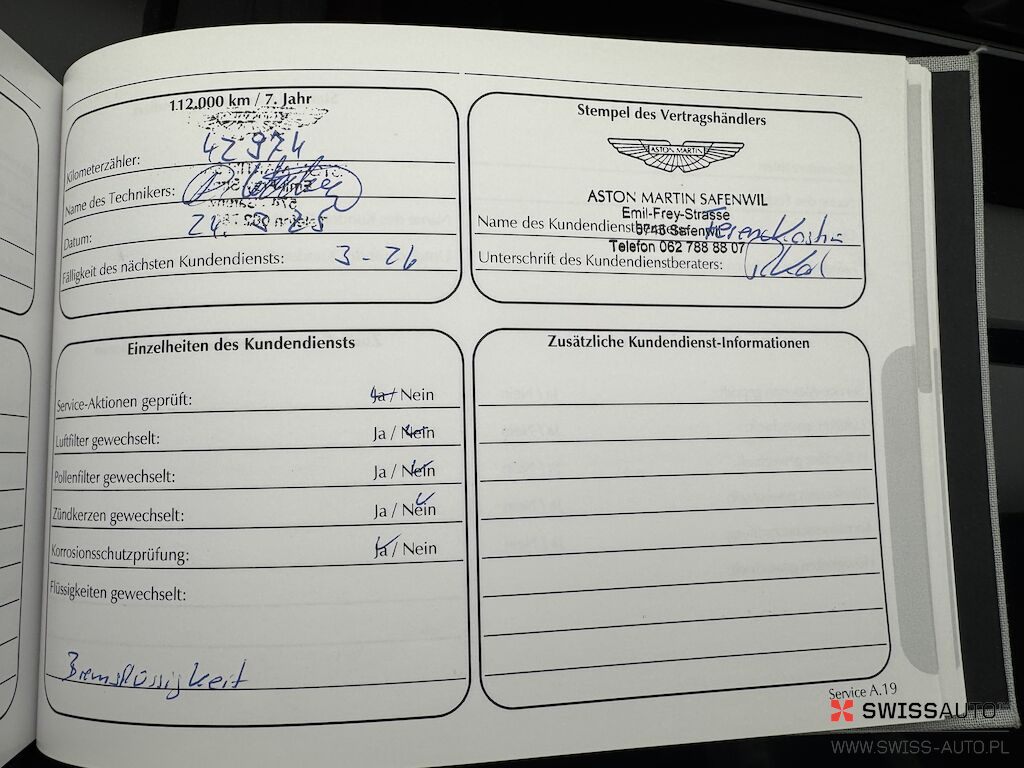 112.000 km / 7. Jahr
Kilometerzähler: 42974
Name des Technikers:
Datum: 24. 3.25
Fälligkeit des nächsten Kundendiensts: 3-26
Stempel des Vertragshändlers
ASTON MARTIN
ASTON MARTIN SAFENWIL
Emil-Frey-Strasse
5745 Safenwil
Name des Kundendienstberaters:
Telefon 062 788 88 07
Unterschrift des Kundendienstberaters:
Einzelheiten des Kundendiensts
Service-Aktionen geprüft: Ja / Nein
Luftfilter gewechselt: Ja / Nein
Pollenfilter gewechselt: Ja / Nein
Zündkerzen gewechselt: Ja / Nein
Korrosionsschutzprüfung: Ja / Nein
Flüssigkeiten gewechselt:
Bremsflüssigkeit
Zusätzliche Kundendienst-Informationen
Service A.19
SWISSAUTO
WWW.SWISS-AUTO.PL